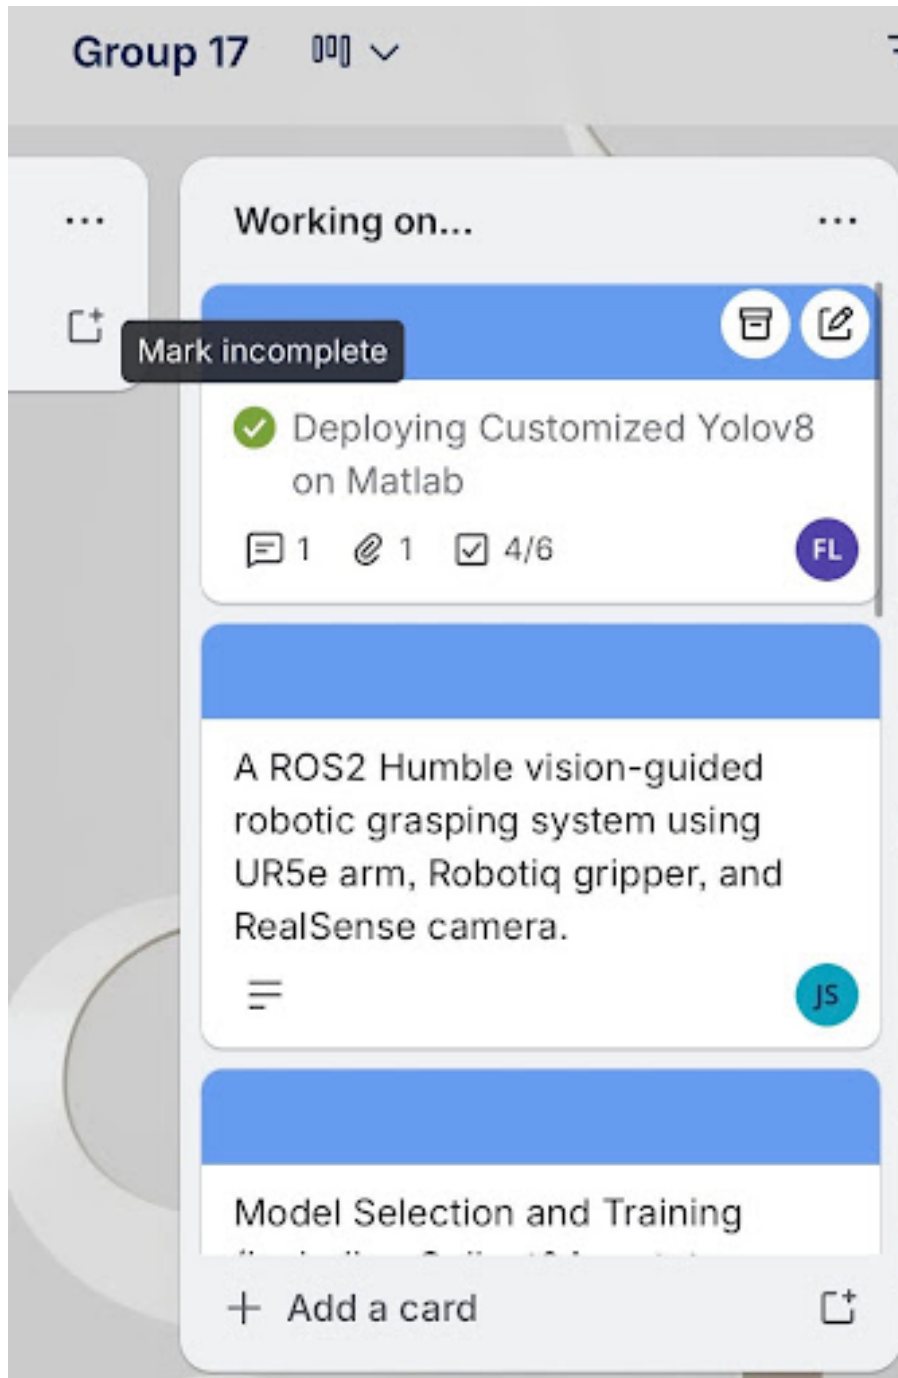 Group 17
Working on...
Mark incomplete
Deploying Customized Yolov8
on Matlab
1 1 4/6
FL
A ROS2 Humble vision-guided
robotic grasping system using
UR5e arm, Robotiq gripper, and
RealSense camera.
JS
Model Selection and Training
+ Add a card